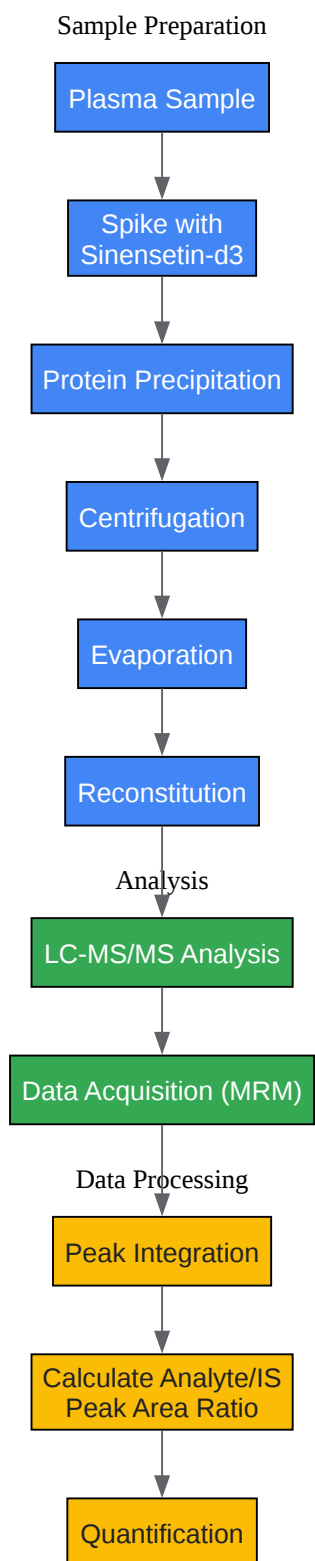 Sample Preparation
Plasma Sample
Spike with
Sinensetin-d3
Protein Precipitation
Centrifugation
Evaporation
Reconstitution
Analysis
LC-MS/MS Analysis
Data Acquisition (MRM)
Data Processing
Peak Integration
Calculate Analyte/IS
Peak Area Ratio
Quantification